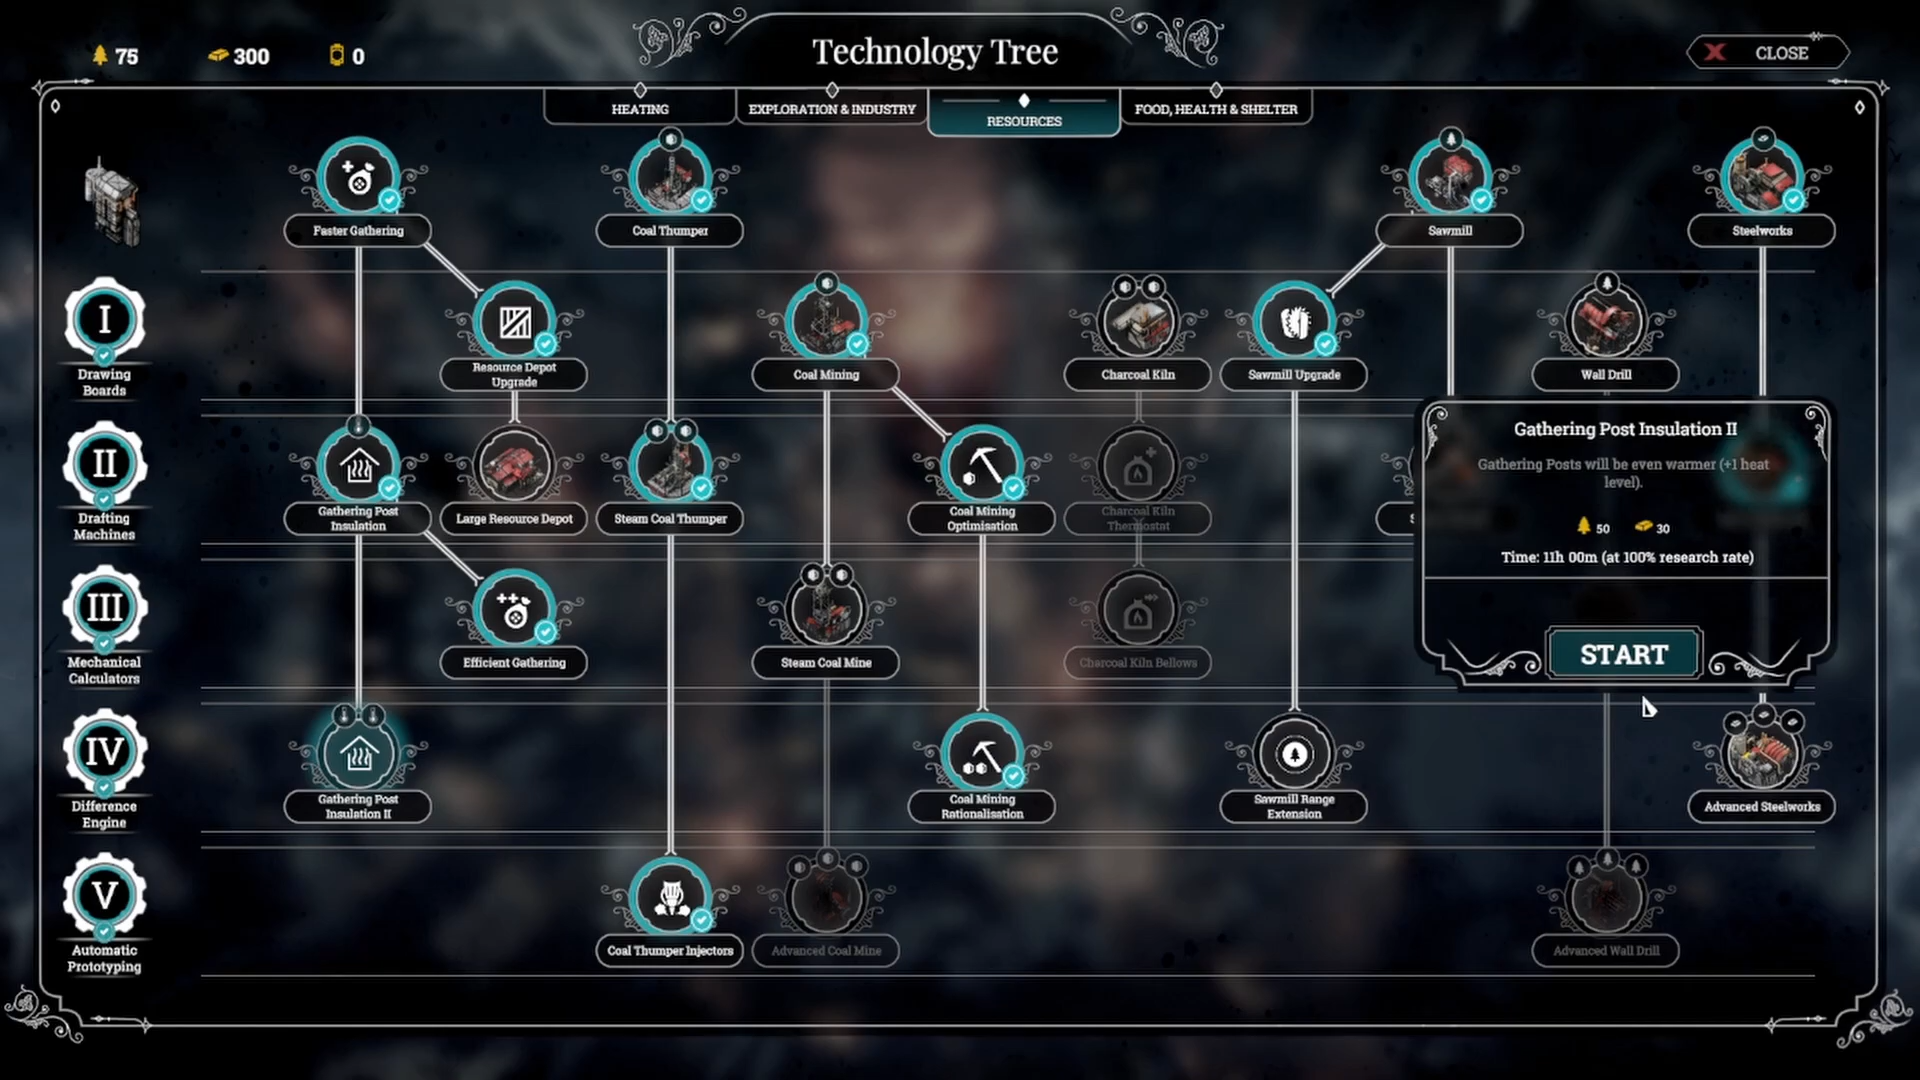 75
300
0
Technology Tree
CLOSE
HEATING
EXPLORATION & INDUSTRY
RESOURCES
FOOD, HEALTH & SHELTER
Faster Gathering
Coal Thumper
Sawmill
Steelworks
I
Drawing
Boards
Resource Depot
Upgrade
Coal Mining
Charcoal Kiln
Sawmill Upgrade
Wall Drill
II
Drafting
Machines
Gathering Post
Insulation
Large Resource Depot
Steam Coal Thumper
Coal Mining
Optimisation
Charcoal Kiln
Thermostat
S
Gathering Post Insulation II
Gathering Posts will be even warmer (+1 heat
level).
50
30
Time: 11h 00m (at 100% research rate)
START
III
Mechanical
Calculators
Efficient Gathering
Steam Coal Mine
Charcoal Kiln Bellows
IV
Difference
Engine
Gathering Post
Insulation II
Coal Mining
Rationalisation
Sawmill Range
Extension
Advanced Steelworks
V
Automatic
Prototyping
Coal Thumper Injectors
Advanced Coal Mine
Advanced Wall Drill